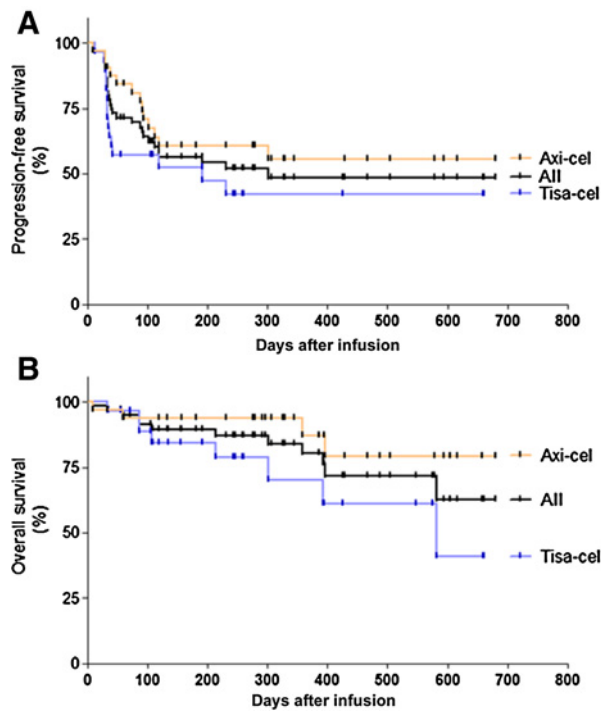 A
Progression-free survival
(%)
100
75
50
25
0
Axi-cel
All
Tisa-cel
0 100 200 300 400 500 600 700 800
Days after infusion
B
Overall survival
(%)
100
75
50
25
0
Axi-cel
All
Tisa-cel
0 100 200 300 400 500 600 700 800
Days after infusion